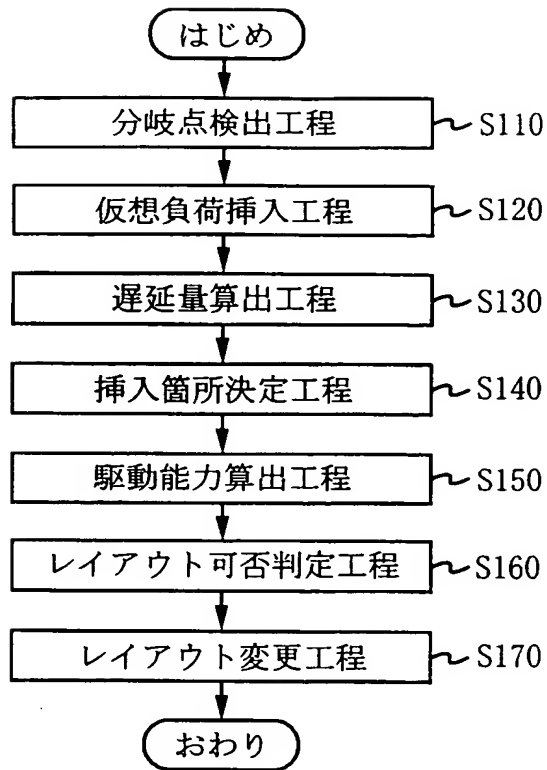 はじめ
分岐点検出工程 S110
仮想負荷挿入工程 S120
遅延量算出工程 S130
挿入箇所決定工程 S140
駆動能力算出工程 S150
レイアウト可否判定工程 S160
レイアウト変更工程 S170
おわり